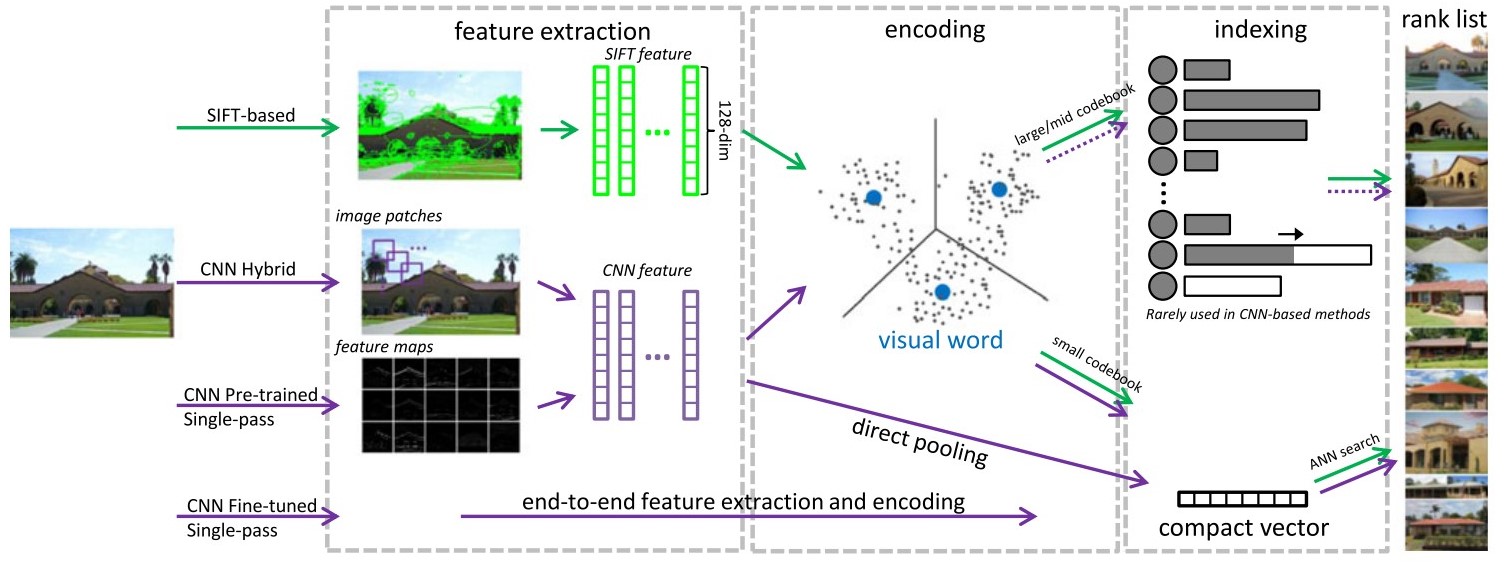 feature extraction
encoding
indexing
rank list
SIFT feature
SIFT-based
128-dim
large/mid codebook
image patches
CNN Hybrid
CNN feature
Rarely used in CNN-based methods
visual word
feature maps
small codebook
CNN Pre-trained
Single-pass
direct pooling
ANN search
CNN Fine-tuned
Single-pass
end-to-end feature extraction and encoding
compact vector